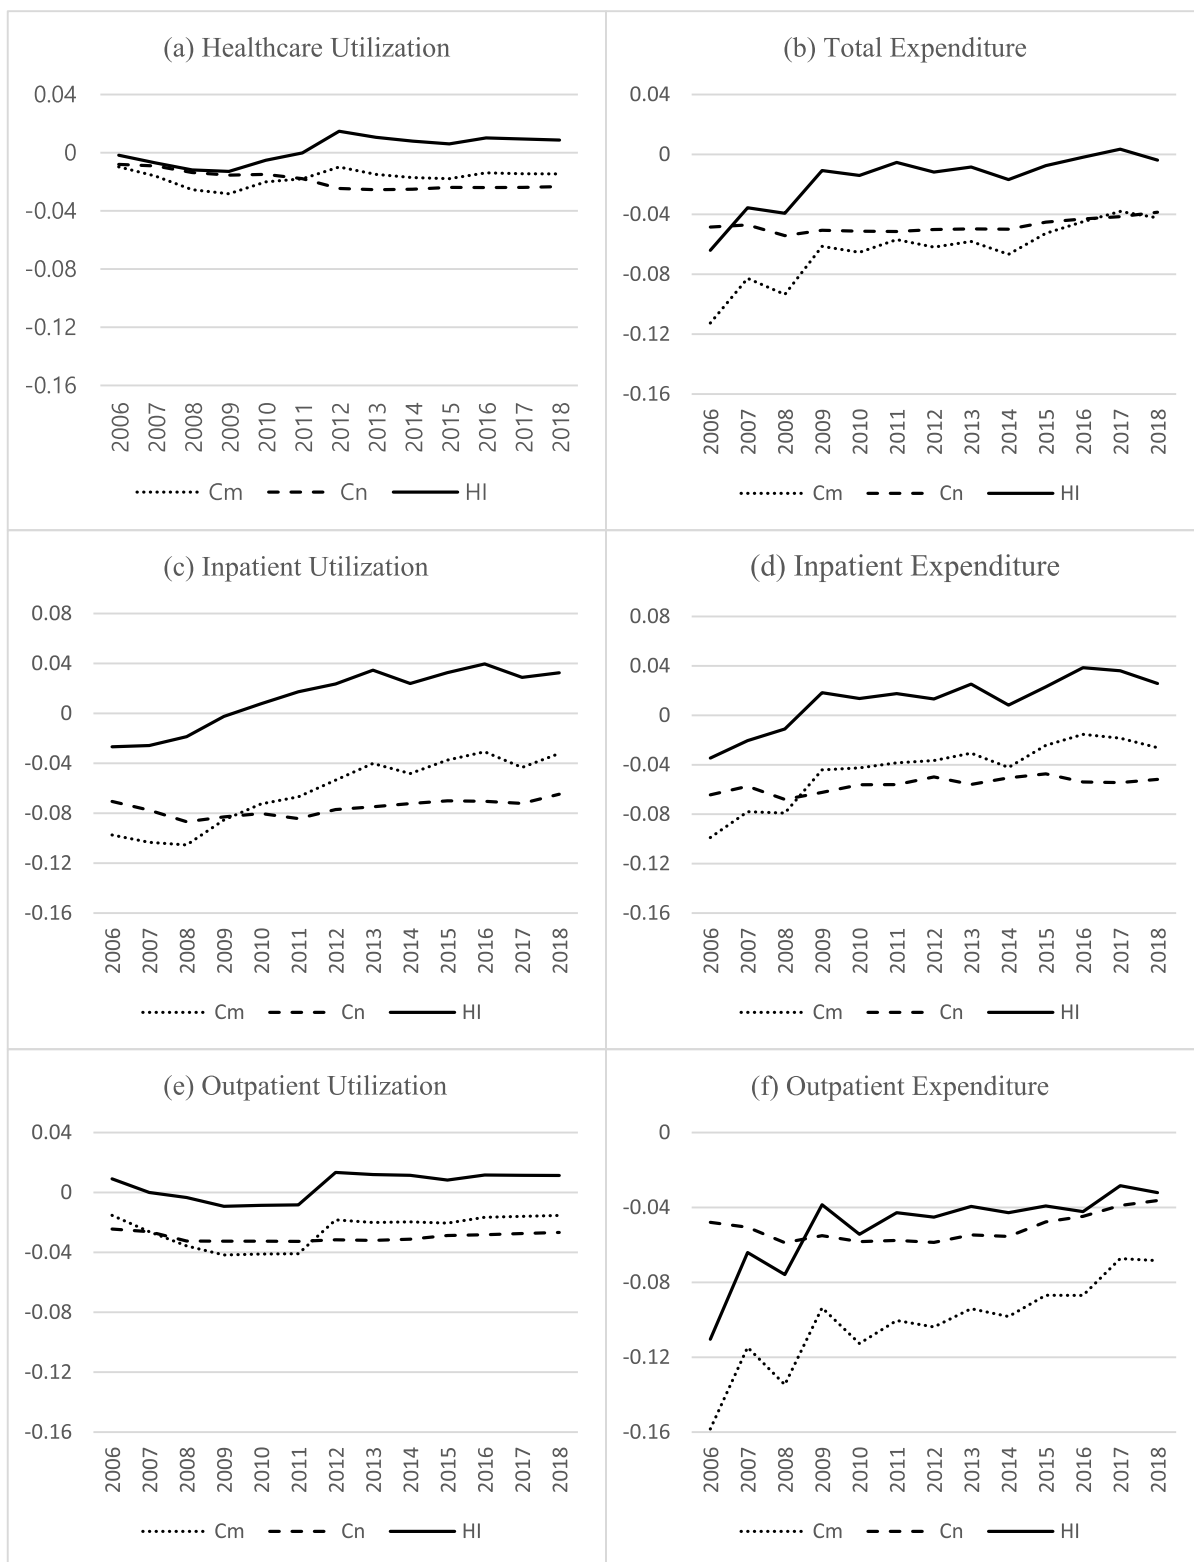 (a) Healthcare Utilization
0.04
0
-0.04
-0.08
-0.12
-0.16
2006 2007 2008 2009 2010 2011 2012 2013 2014 2015 2016 2017 2018
Cm Cn HI
(b) Total Expenditure
0.04
0
-0.04
-0.08
-0.12
-0.16
2006 2007 2008 2009 2010 2011 2012 2013 2014 2015 2016 2017 2018
Cm Cn HI
(c) Inpatient Utilization
0.08
0.04
0
-0.04
-0.08
-0.12
-0.16
2006 2007 2008 2009 2010 2011 2012 2013 2014 2015 2016 2017 2018
Cm Cn HI
(d) Inpatient Expenditure
0.08
0.04
0
-0.04
-0.08
-0.12
-0.16
2006 2007 2008 2009 2010 2011 2012 2013 2014 2015 2016 2017 2018
Cm Cn HI
(e) Outpatient Utilization
0.04
0
-0.04
-0.08
-0.12
-0.16
2006 2007 2008 2009 2010 2011 2012 2013 2014 2015 2016 2017 2018
Cm Cn HI
(f) Outpatient Expenditure
0
-0.04
-0.08
-0.12
-0.16
2006 2007 2008 2009 2010 2011 2012 2013 2014 2015 2016 2017 2018
Cm Cn HI